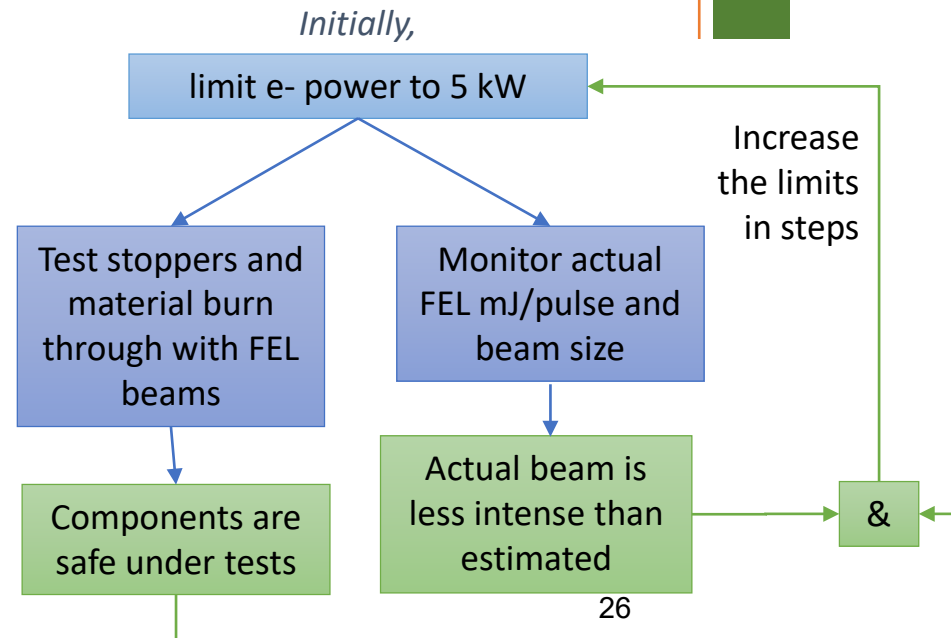 Initially,
limit e- power to 5 kW
Increase
the limits
in steps
Test stoppers and
material burn
through with FEL
beams
Monitor actual
FEL mJ/pulse and
beam size
Components are
safe under tests
Actual beam is
less intense than
estimated
&
26